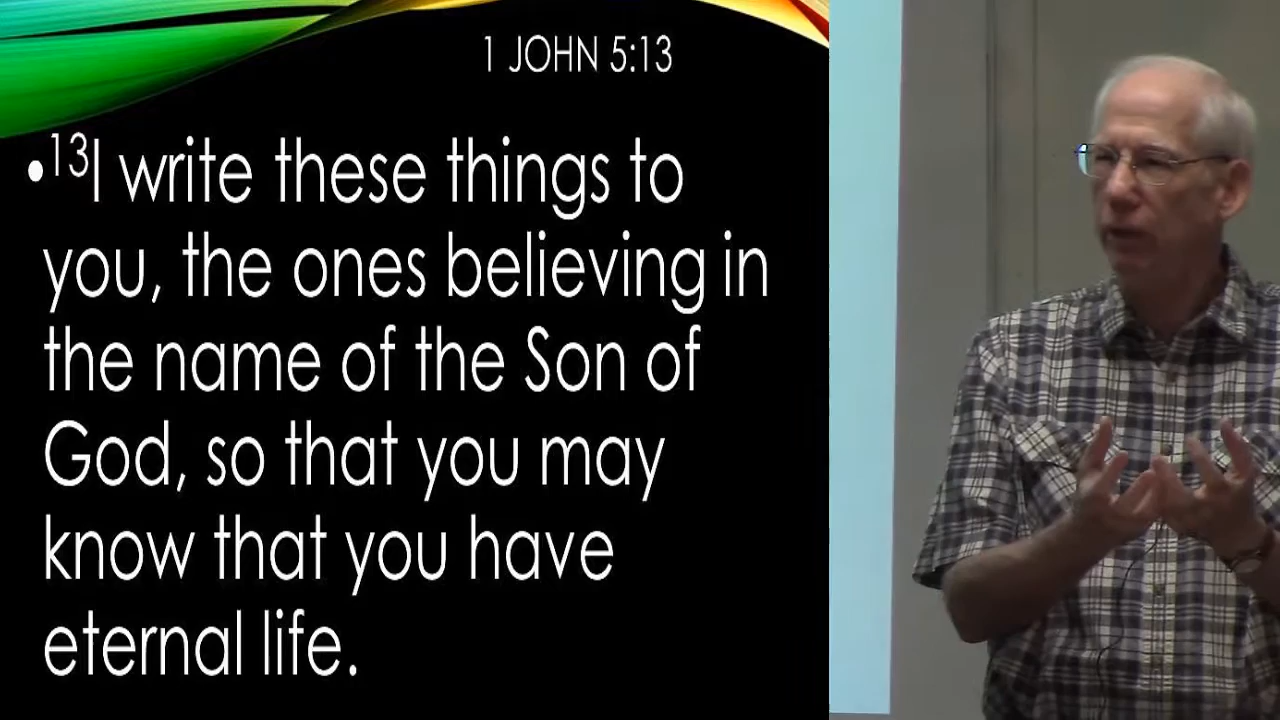 1 JOHN 5:13
•13I write these things to
you, the ones believing in
the name of the Son of
God, so that you may
know that you have
eternal life.